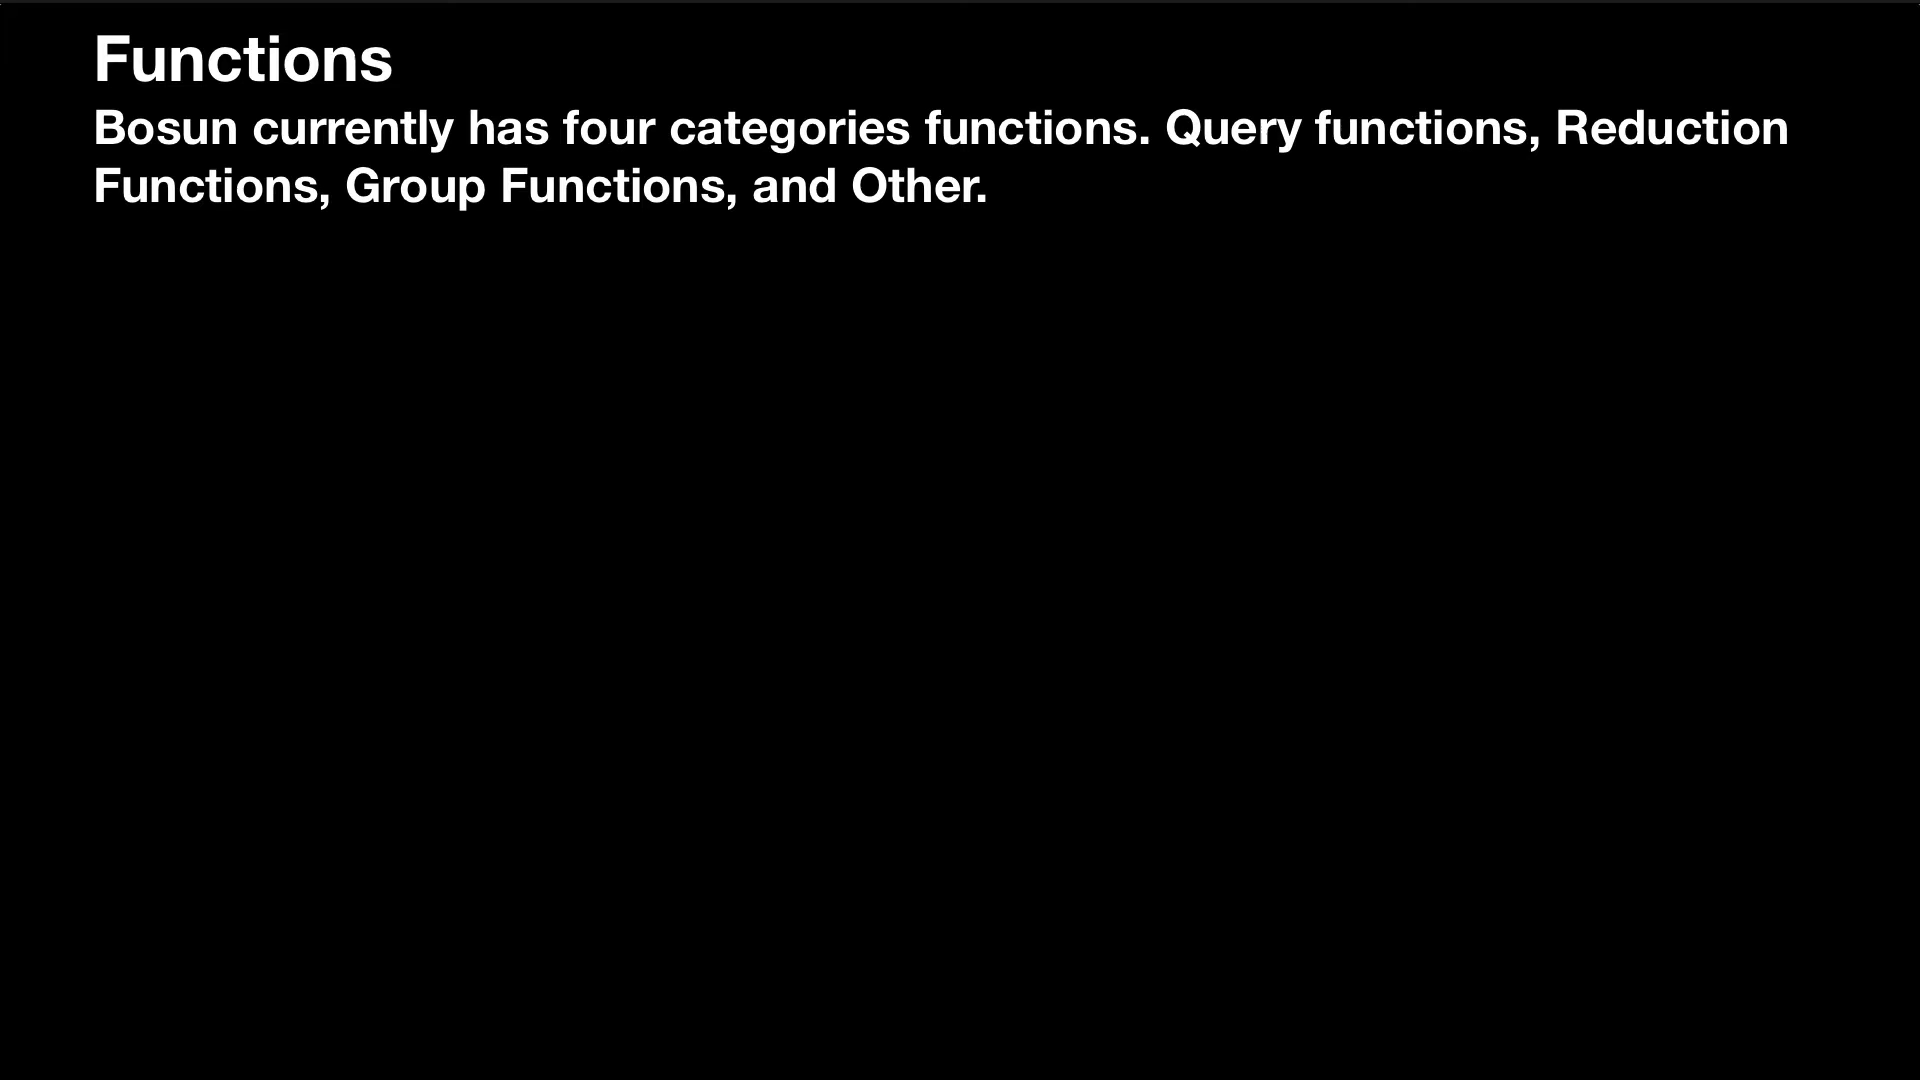 Functions
Bosun currently has four categories functions. Query functions, Reduction
Functions, Group Functions, and Other.